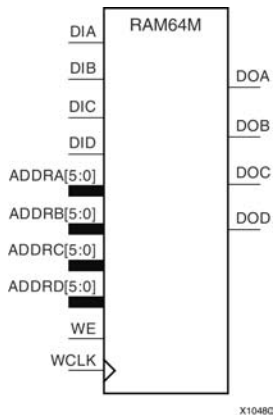 RAM64M
DIA
DIB
DIC
DID
ADDRA[5:0]
ADDRB[5:0]
ADDRC[5:0]
ADDRD[5:0]
WE
WCLK
DOA
DOB
DOC
DOD